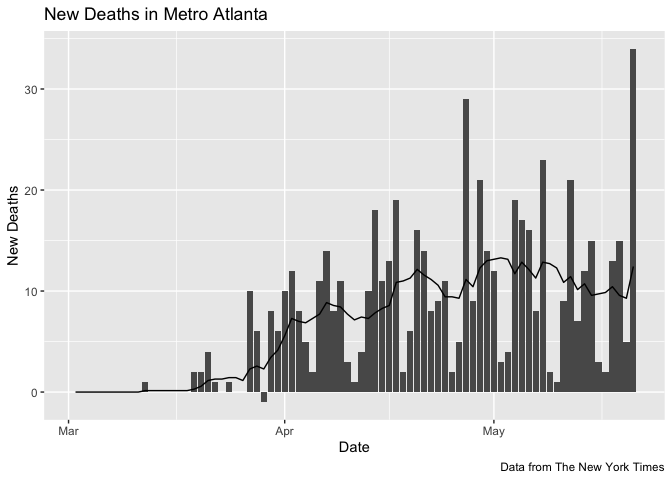 New Deaths in Metro Atlanta
New Deaths
30
20
10
0
Mar
Apr
May
Date
Data from The New York Times